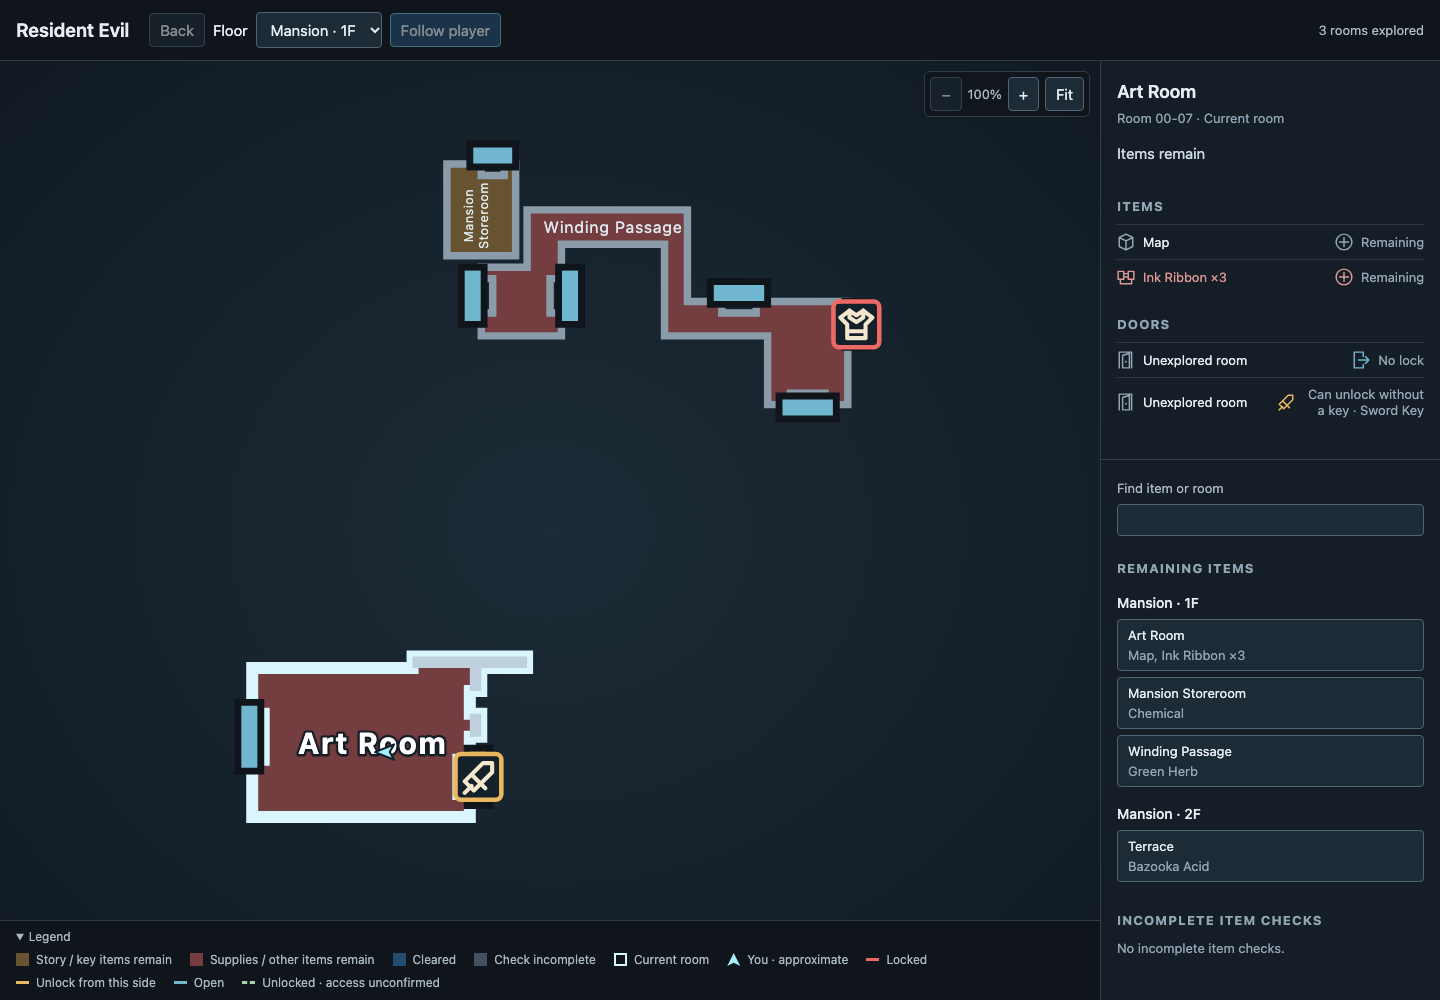 Resident Evil
Back
Floor
Mansion · 1F
Follow player
3 rooms explored
−
100%
+
Fit
Mansion
Storeroom
Winding Passage
Art Room
Art Room
Room 00-07 · Current room
Items remain
ITEMS
Map
Remaining
Ink Ribbon ×3
Remaining
DOORS
Unexplored room
No lock
Unexplored room
Can unlock without
a key · Sword Key
Find item or room
REMAINING ITEMS
Mansion · 1F
Art Room
Map, Ink Ribbon ×3
Mansion Storeroom
Chemical
Winding Passage
Green Herb
Mansion · 2F
Terrace
Bazooka Acid
INCOMPLETE ITEM CHECKS
No incomplete item checks.
▼ Legend
Story / key items remain
Supplies / other items remain
Cleared
Check incomplete
Current room
You · approximate
Locked
Unlock from this side
Open
Unlocked · access unconfirmed